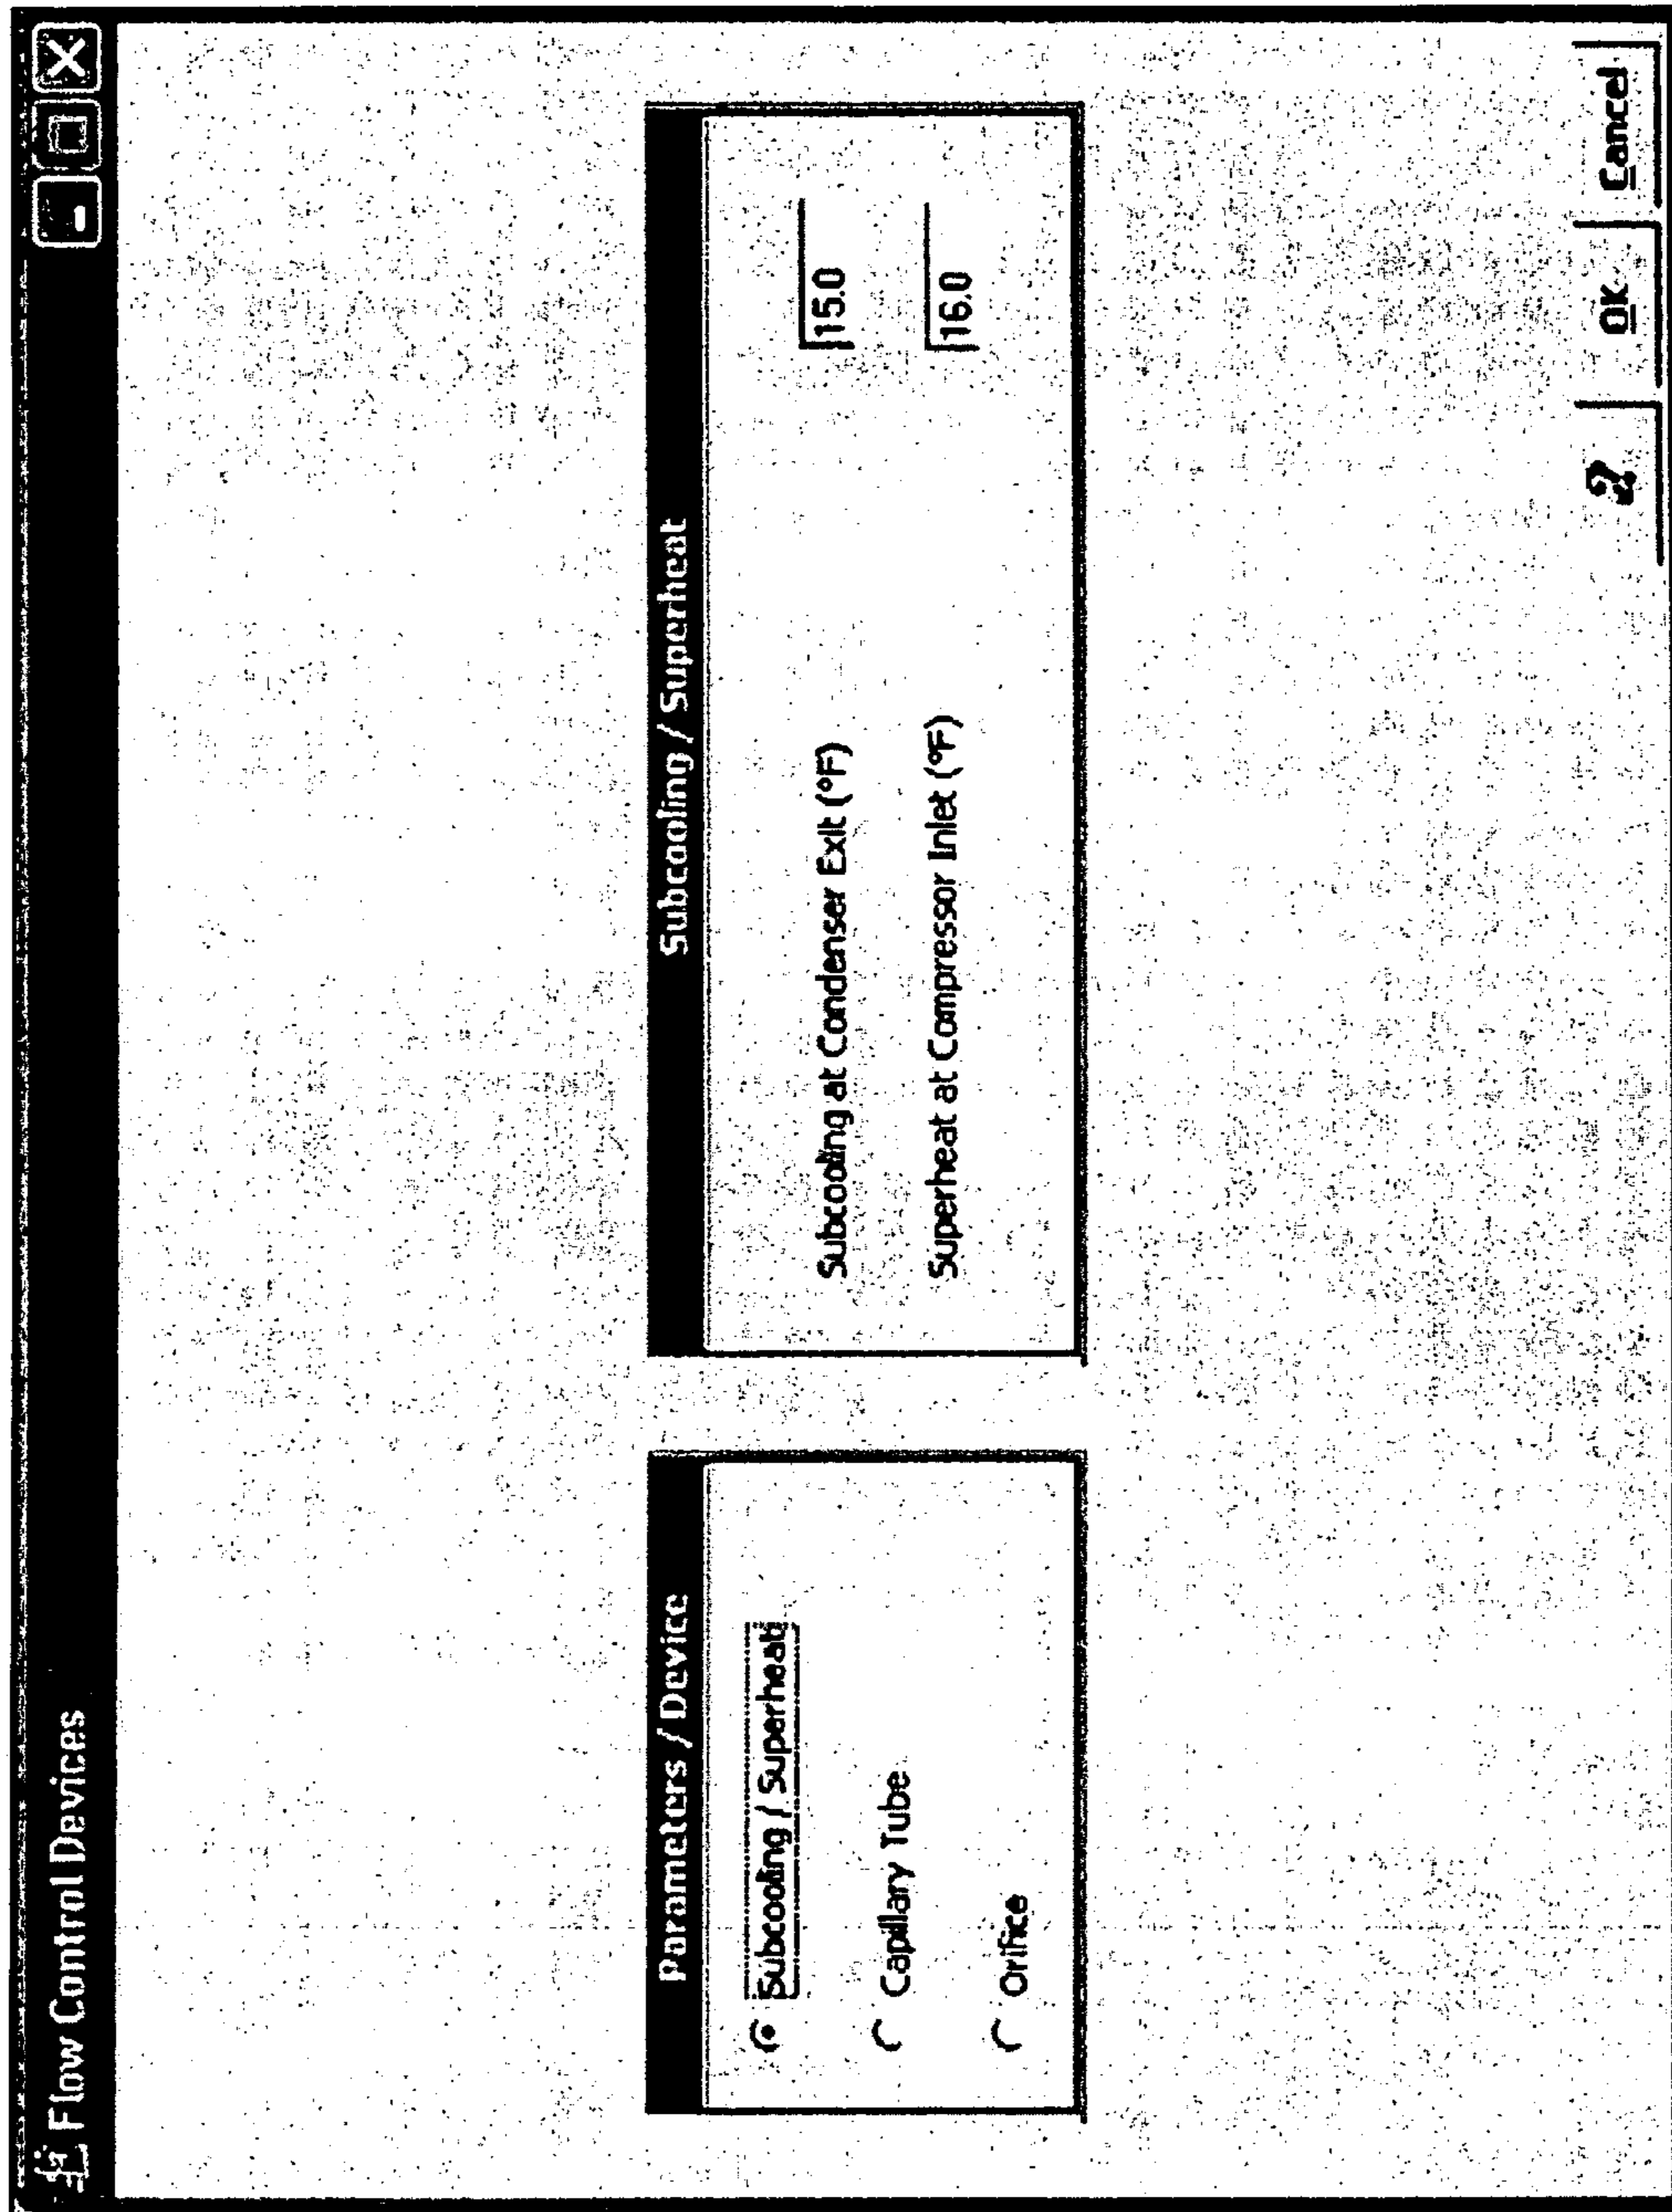 Flow Control Devices
Parameters / Device
Subcooling / Superheat
Capillary Tube
Orifice
Subcooling / Superheat
Subcooling at Condenser Exit (°F) 15.0
Superheat at Compressor Inlet (°F) 16.0
? OK Cancel